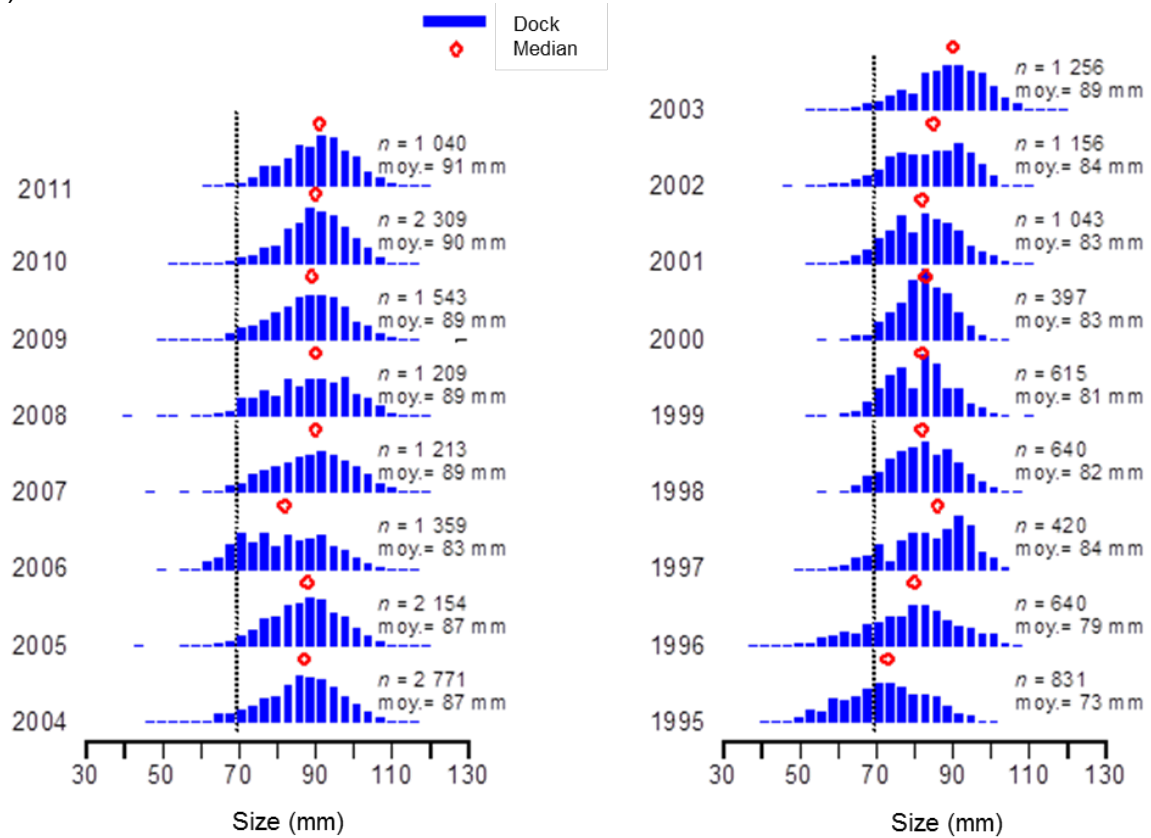 )
Dock
Median
2011
n = 1 040
moy.= 91 mm
2010
n = 2 309
moy.= 90 mm
2009
n = 1 543
moy.= 89 mm
2008
n = 1 209
moy.= 89 mm
2007
n = 1 213
moy.= 89 mm
2006
n = 1 359
moy.= 83 mm
2005
n = 2 154
moy.= 87 mm
2004
n = 2 771
moy.= 87 mm
30 50 70 90 110 130
Size (mm)
2003
n = 1 256
moy.= 89 mm
2002
n = 1 156
moy.= 84 mm
2001
n = 1 043
moy.= 83 mm
2000
n = 397
moy.= 83 mm
1999
n = 615
moy.= 81 mm
1998
n = 640
moy.= 82 mm
1997
n = 420
moy.= 84 mm
1996
n = 640
moy.= 79 mm
1995
n = 831
moy.= 73 mm
30 50 70 90 110 130
Size (mm)